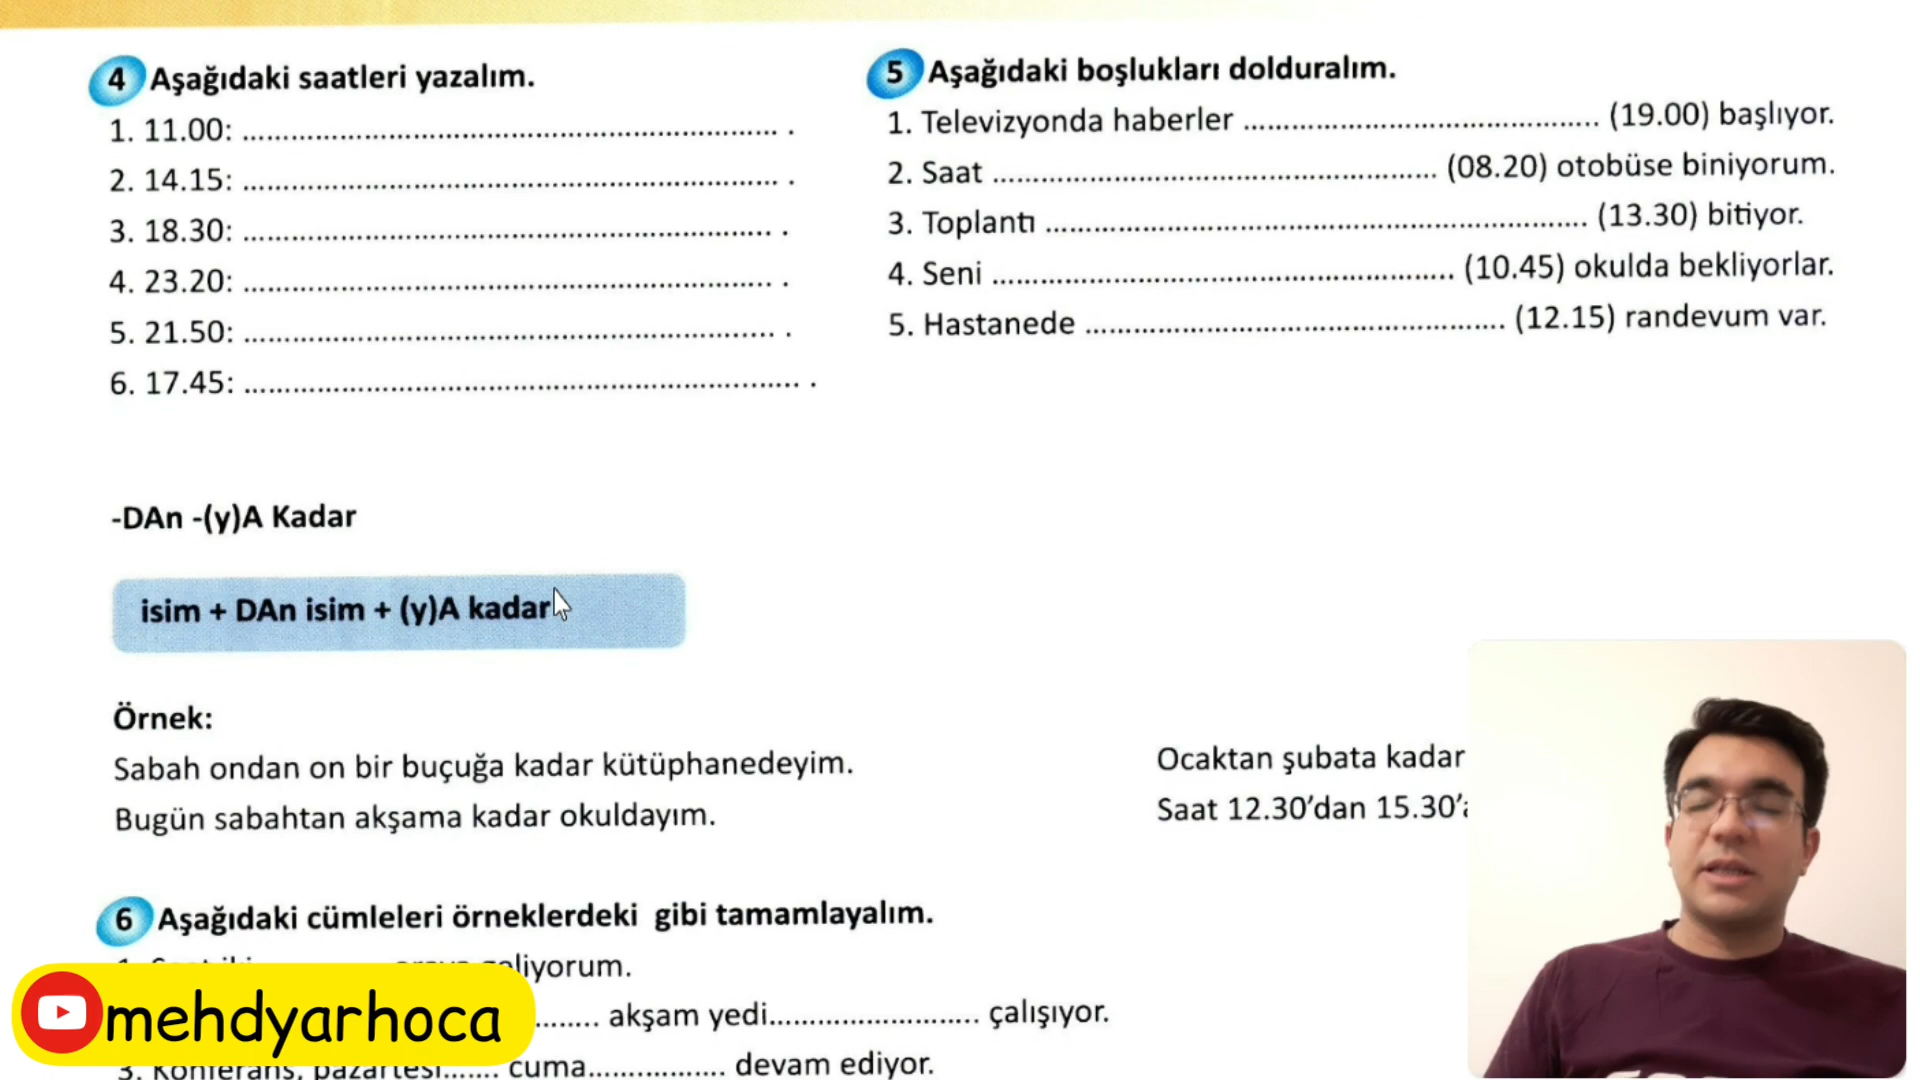 4 Aşağıdaki saatleri yazalım.
1. 11.00: ................................................................ .
2. 14.15: ................................................................ .
3. 18.30: ................................................................ .
4. 23.20: ................................................................ .
5. 21.50: ................................................................ .
6. 17.45: ................................................................ .
5 Aşağıdaki boşlukları dolduralım.
1. Televizyonda haberler ............................................ (19.00) başlıyor.
2. Saat ....................................................... (08.20) otobüse biniyorum.
3. Toplantı ................................................................... (13.30) bitiyor.
4. Seni ......................................................... (10.45) okulda bekliyorlar.
5. Hastanede .................................................... (12.15) randevum var.
-DAn -(y)A Kadar
isim + DAn isim + (y)A kadar
Örnek:
Sabah ondan on bir buçuğa kadar kütüphanedeyim.
Bugün sabahtan akşama kadar okuldayım.
Ocaktan şubata kadar
Saat 12.30’dan 15.30’a
6 Aşağıdaki cümleleri örneklerdeki gibi tamamlayalım.
geliyorum.
........ akşam yedi.......................... çalışıyor.
3. Konferans, pazartesi....... cuma................. devam ediyor.
mehdyarhoca